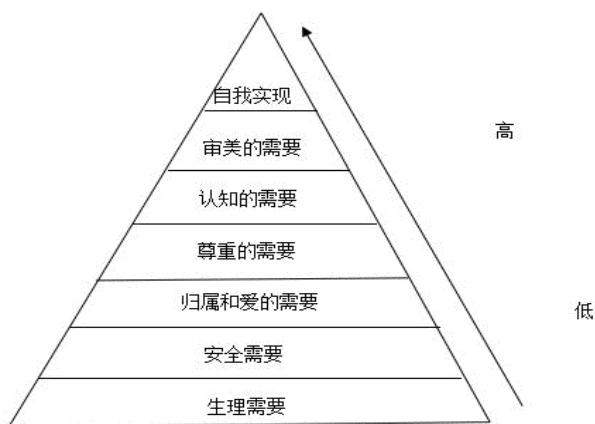 自我实现
高
审美的需要
认知的需要
尊重的需要
归属和爱的需要
低
安全需要
生理需要